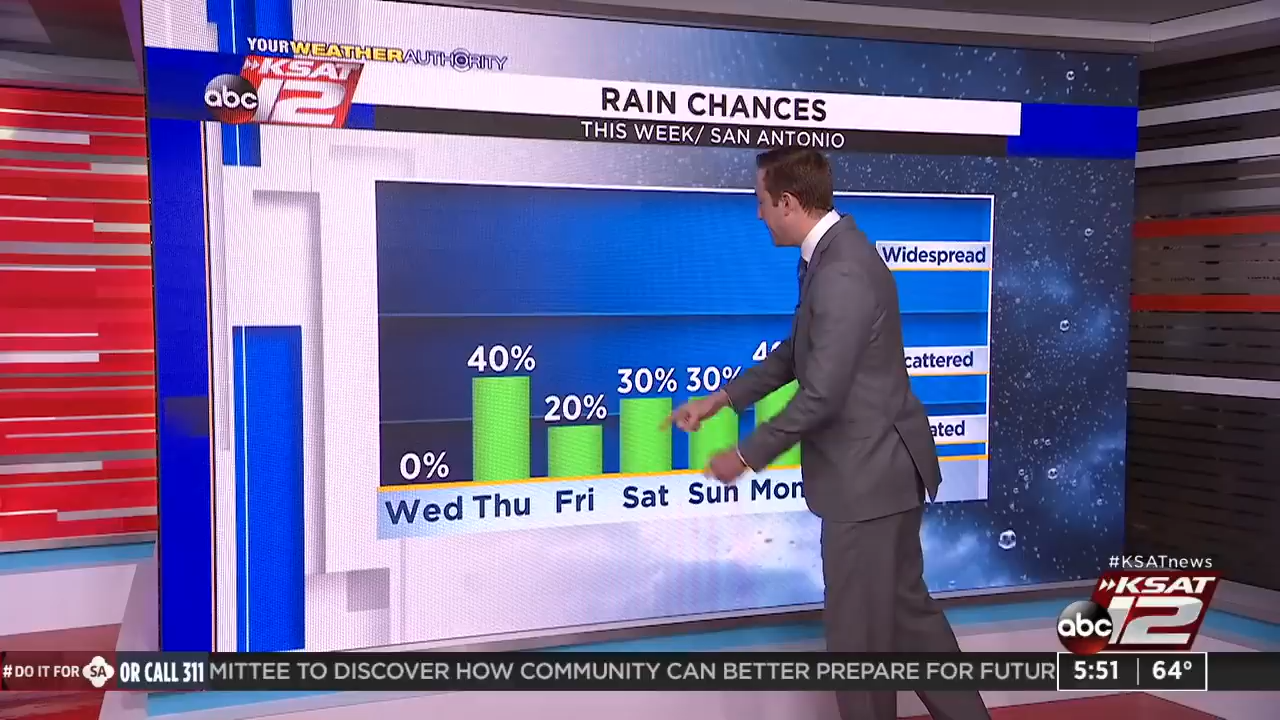 YOUR WEATHER AUTHORITY
abc »KSAT 12
RAIN CHANCES
THIS WEEK/ SAN ANTONIO
Widespread
40%
20%
30%
30%
0%
Wed Thu Fri Sat Sun Mon
#KSATnews
abc »KSAT 12
#DO IT FOR SA OR CALL 311 MITTEE TO DISCOVER HOW COMMUNITY CAN BETTER PREPARE FOR FUTUR 5:51 64°